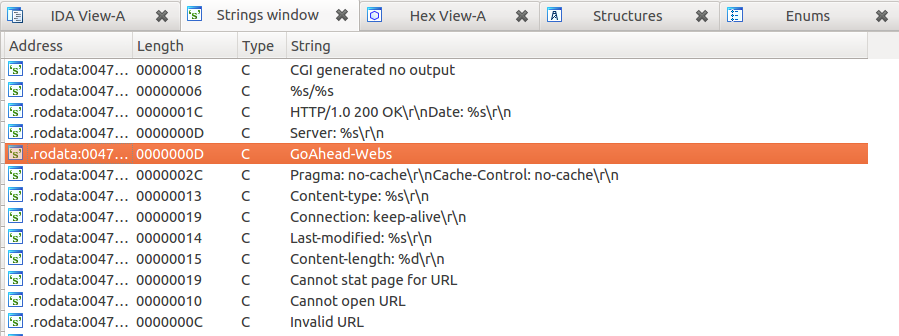 IDA View-A Strings window Hex View-A Structures Enums
Address Length Type String
's' .rodata:0047... 00000018 C CGI generated no output
's' .rodata:0047... 00000006 C %s/%s
's' .rodata:0047... 0000001C C HTTP/1.0 200 OK\r\nDate: %s\r\n
's' .rodata:0047... 0000000D C Server: %s\r\n
's' .rodata:0047... 0000000D C GoAhead-Webs
's' .rodata:0047... 0000002C C Pragma: no-cache\r\nCache-Control: no-cache\r\n
's' .rodata:0047... 00000013 C Content-type: %s\r\n
's' .rodata:0047... 00000019 C Connection: keep-alive\r\n
's' .rodata:0047... 00000014 C Last-modified: %s\r\n
's' .rodata:0047... 00000015 C Content-length: %d\r\n
's' .rodata:0047... 00000019 C Cannot stat page for URL
's' .rodata:0047... 00000010 C Cannot open URL
's' .rodata:0047... 0000000C C Invalid URL